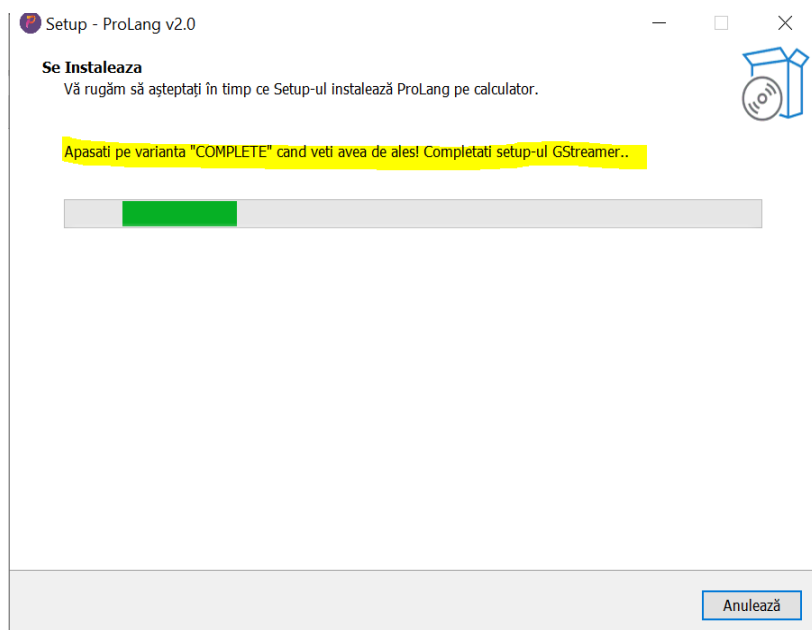 Setup - ProLang v2.0
Se Instaleaza
Vă rugăm să așteptați în timp ce Setup-ul instalează ProLang pe calculator.
Apasati pe varianta "COMPLETE" cand veti avea de ales! Completati setup-ul GStreamer..
Anulează